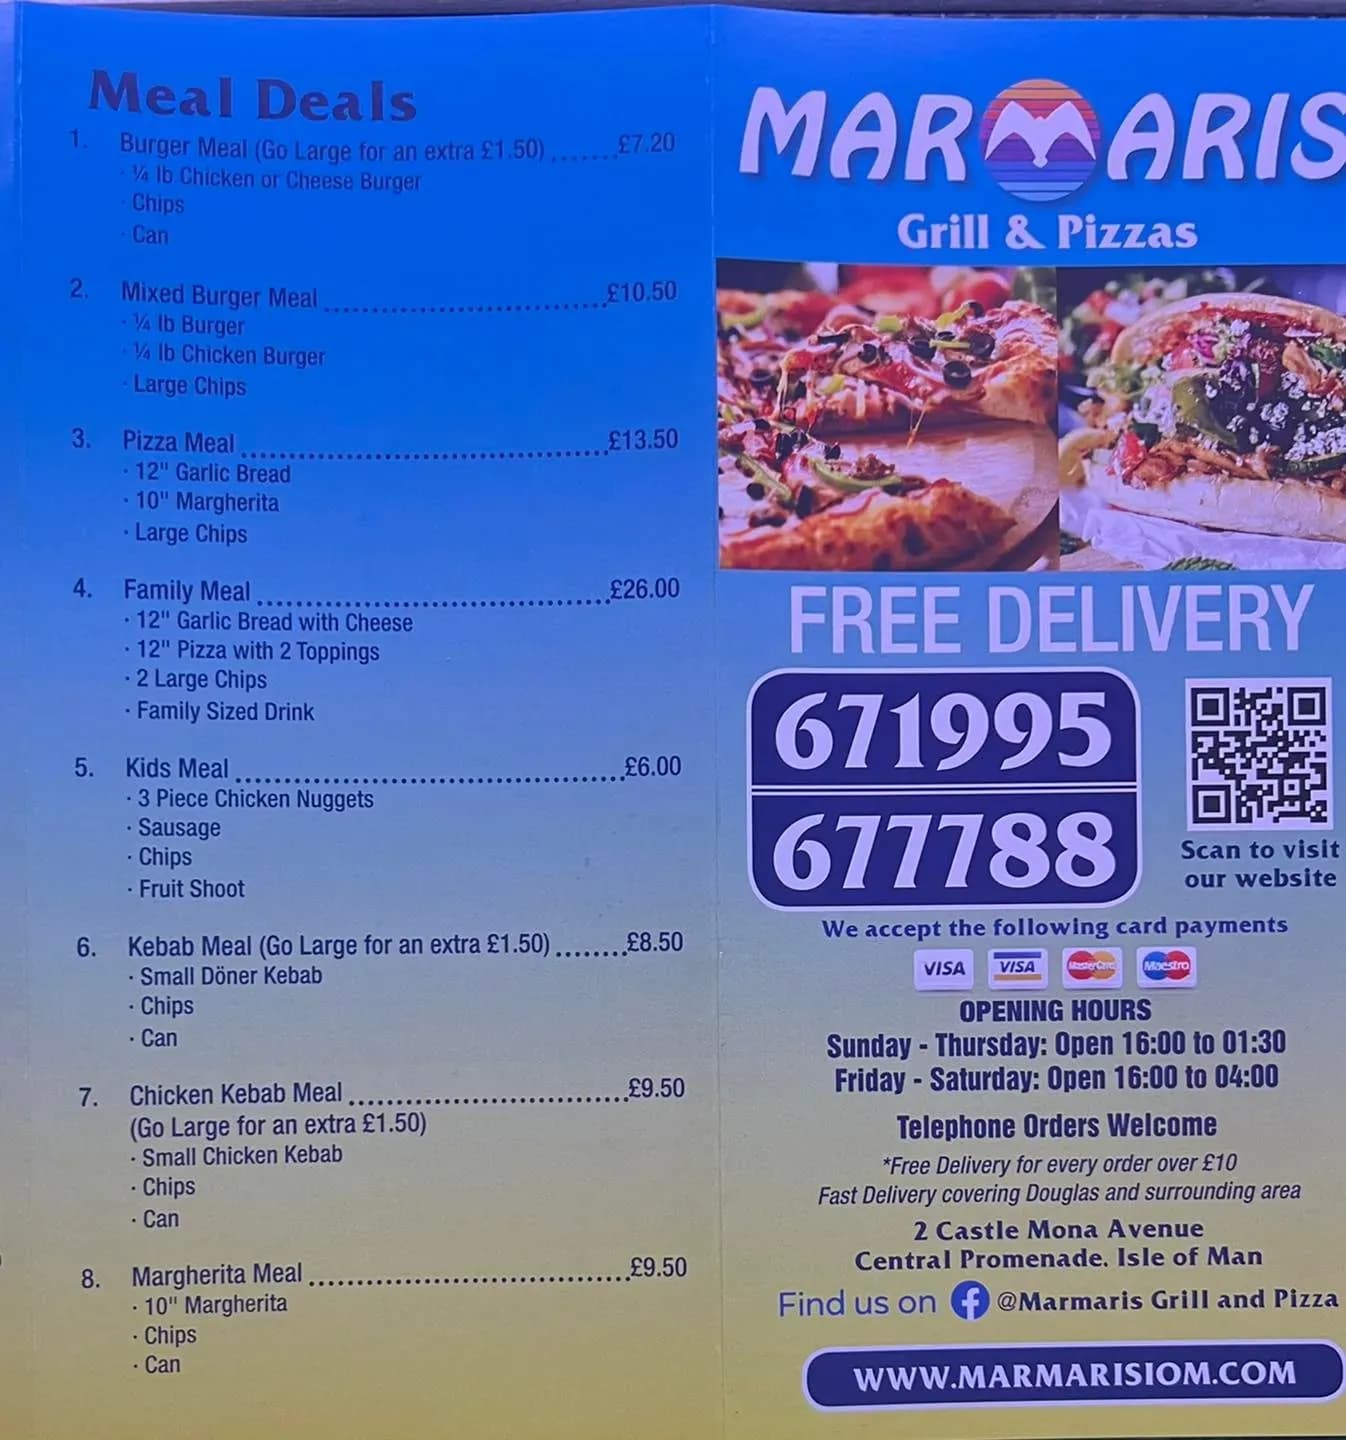 Meal Deals
1. Burger Meal (Go Large for an extra £1.50) ....... £7.20
· ¼ lb Chicken or Cheese Burger
· Chips
· Can
2. Mixed Burger Meal ........ £10.50
· ¼ lb Burger
· ¼ lb Chicken Burger
· Large Chips
3. Pizza Meal ........ £13.50
· 12" Garlic Bread
· 10" Margherita
· Large Chips
4. Family Meal ........ £26.00
· 12" Garlic Bread with Cheese
· 12" Pizza with 2 Toppings
· 2 Large Chips
· Family Sized Drink
5. Kids Meal ........ £6.00
· 3 Piece Chicken Nuggets
· Sausage
· Chips
· Fruit Shoot
6. Kebab Meal (Go Large for an extra £1.50) ........ £8.50
· Small Döner Kebab
· Chips
· Can
7. Chicken Kebab Meal ........ £9.50
(Go Large for an extra £1.50)
· Small Chicken Kebab
· Chips
· Can
8. Margherita Meal ........ £9.50
· 10" Margherita
· Chips
· Can
MARMARIS
Grill & Pizzas
FREE DELIVERY
671995
677788
Scan to visit
our website
We accept the following card payments
VISA VISA MasterCard Maestro
OPENING HOURS
Sunday - Thursday: Open 16:00 to 01:30
Friday - Saturday: Open 16:00 to 04:00
Telephone Orders Welcome
*Free Delivery for every order over £10
Fast Delivery covering Douglas and surrounding area
2 Castle Mona Avenue
Central Promenade. Isle of Man
Find us on f @Marmaris Grill and Pizza
WWW.MARMARISIOM.COM